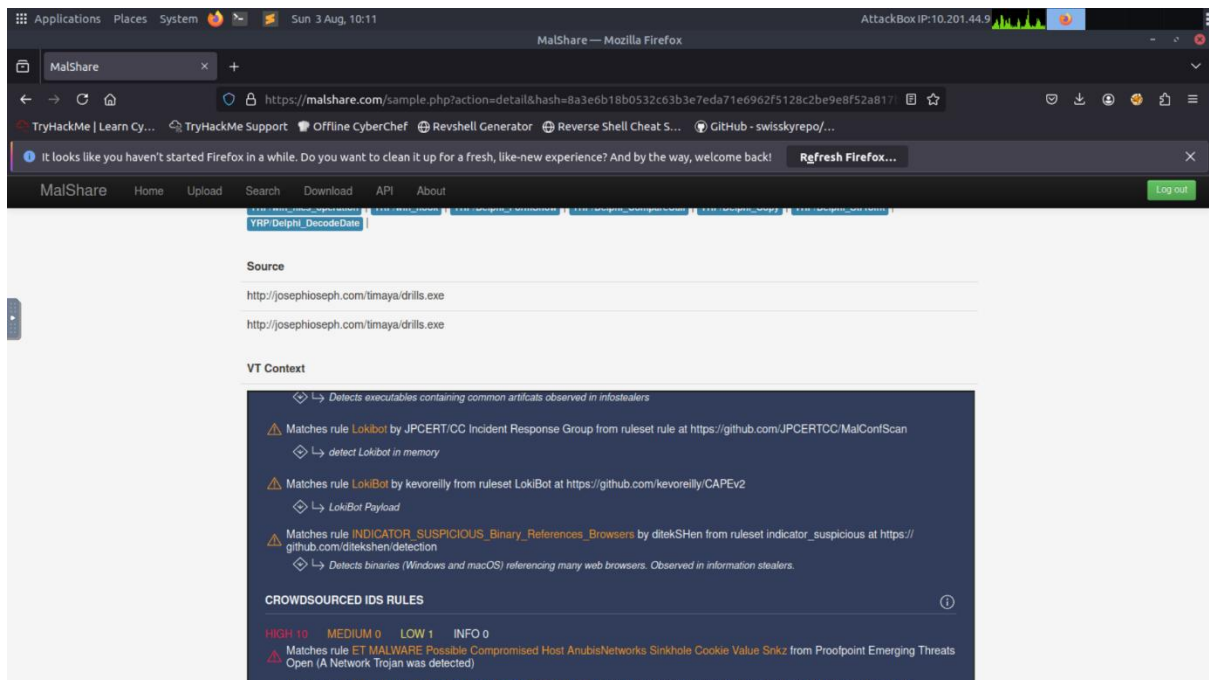 Applications Places System Sun 3 Aug, 10:11 AttackBox IP:10.201.44.9
MalShare — Mozilla Firefox
MalShare
https://malshare.com/sample.php?action=detail&hash=8a3e6b18b0532c63b3e7eda71e6962f5128c2be9e8f52a817
TryHackMe | Learn Cy... TryHackMe Support Offline CyberChef Revshell Generator Reverse Shell Cheat S... GitHub - swisskyrepo/...
It looks like you haven't started Firefox in a while. Do you want to clean it up for a fresh, like-new experience? And by the way, welcome back! Refresh Firefox...
MalShare Home Upload Search Download API About Log out
YRP/Delphi_DecodeDate |
Source
http://josephioseph.com/timaya/drills.exe
http://josephioseph.com/timaya/drills.exe
VT Context
Detects executables containing common artifcats observed in infostealers
Matches rule Lokibot by JPCERT/CC Incident Response Group from ruleset rule at https://github.com/JPCERTCC/MalConfScan
detect Lokibot in memory
Matches rule LokiBot by kevoreilly from ruleset LokiBot at https://github.com/kevoreilly/CAPEv2
LokiBot Payload
Matches rule INDICATOR_SUSPICIOUS_Binary_References_Browsers by ditekSHen from ruleset indicator_suspicious at https://
github.com/ditekshen/detection
Detects binaries (Windows and macOS) referencing many web browsers. Observed in information stealers.
CROWDSOURCED IDS RULES
HIGH 10 MEDIUM 0 LOW 1 INFO 0
Matches rule ET MALWARE Possible Compromised Host AnubisNetworks Sinkhole Cookie Value Snkz from Proofpoint Emerging Threats
Open (A Network Trojan was detected)